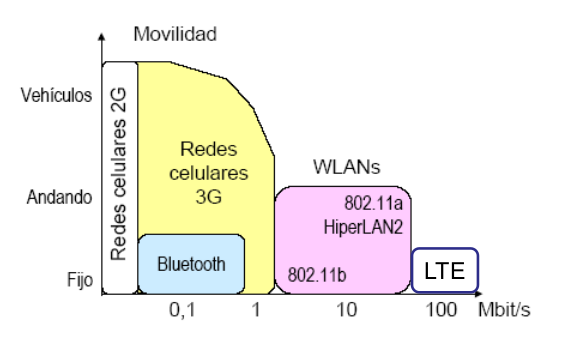 Movilidad
Vehículos
Andando
Fijo
Redes celulares 2G
Redes
celulares
3G
Bluetooth
WLANs
802.11a
HiperLAN2
802.11b
LTE
0,1
1
10
100
Mbit/s